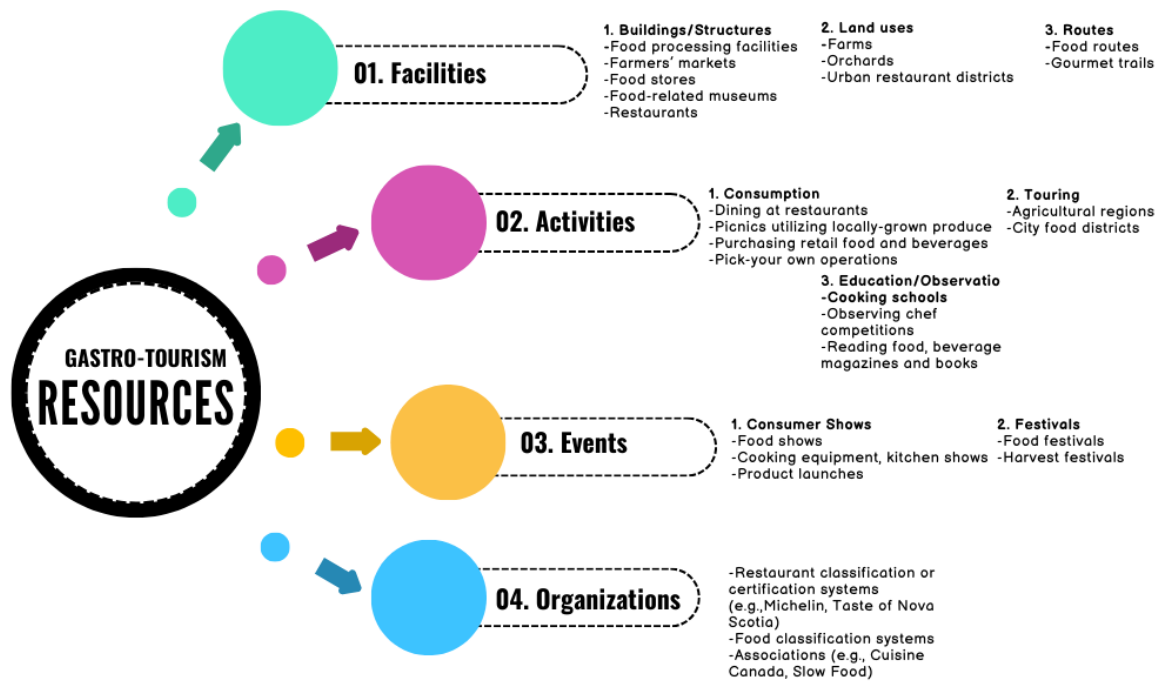 GASTRO-TOURISM
RESOURCES
01. Facilities
1. Buildings/Structures
-Food processing facilities
-Farmers' markets
-Food stores
-Food-related museums
-Restaurants
2. Land uses
-Farms
-Orchards
-Urban restaurant districts
3. Routes
-Food routes
-Gourmet trails
02. Activities
1. Consumption
-Dining at restaurants
-Picnics utilizing locally-grown produce
-Purchasing retail food and beverages
-Pick-your own operations
2. Touring
-Agricultural regions
-City food districts
3. Education/Observatio
-Cooking schools
-Observing chef
competitions
-Reading food, beverage
magazines and books
03. Events
1. Consumer Shows
-Food shows
-Cooking equipment, kitchen shows
-Product launches
2. Festivals
-Food festivals
-Harvest festivals
04. Organizations
-Restaurant classification or
certification systems
(e.g.,Michelin, Taste of Nova
Scotia)
-Food classification systems
-Associations (e.g., Cuisine
Canada, Slow Food)